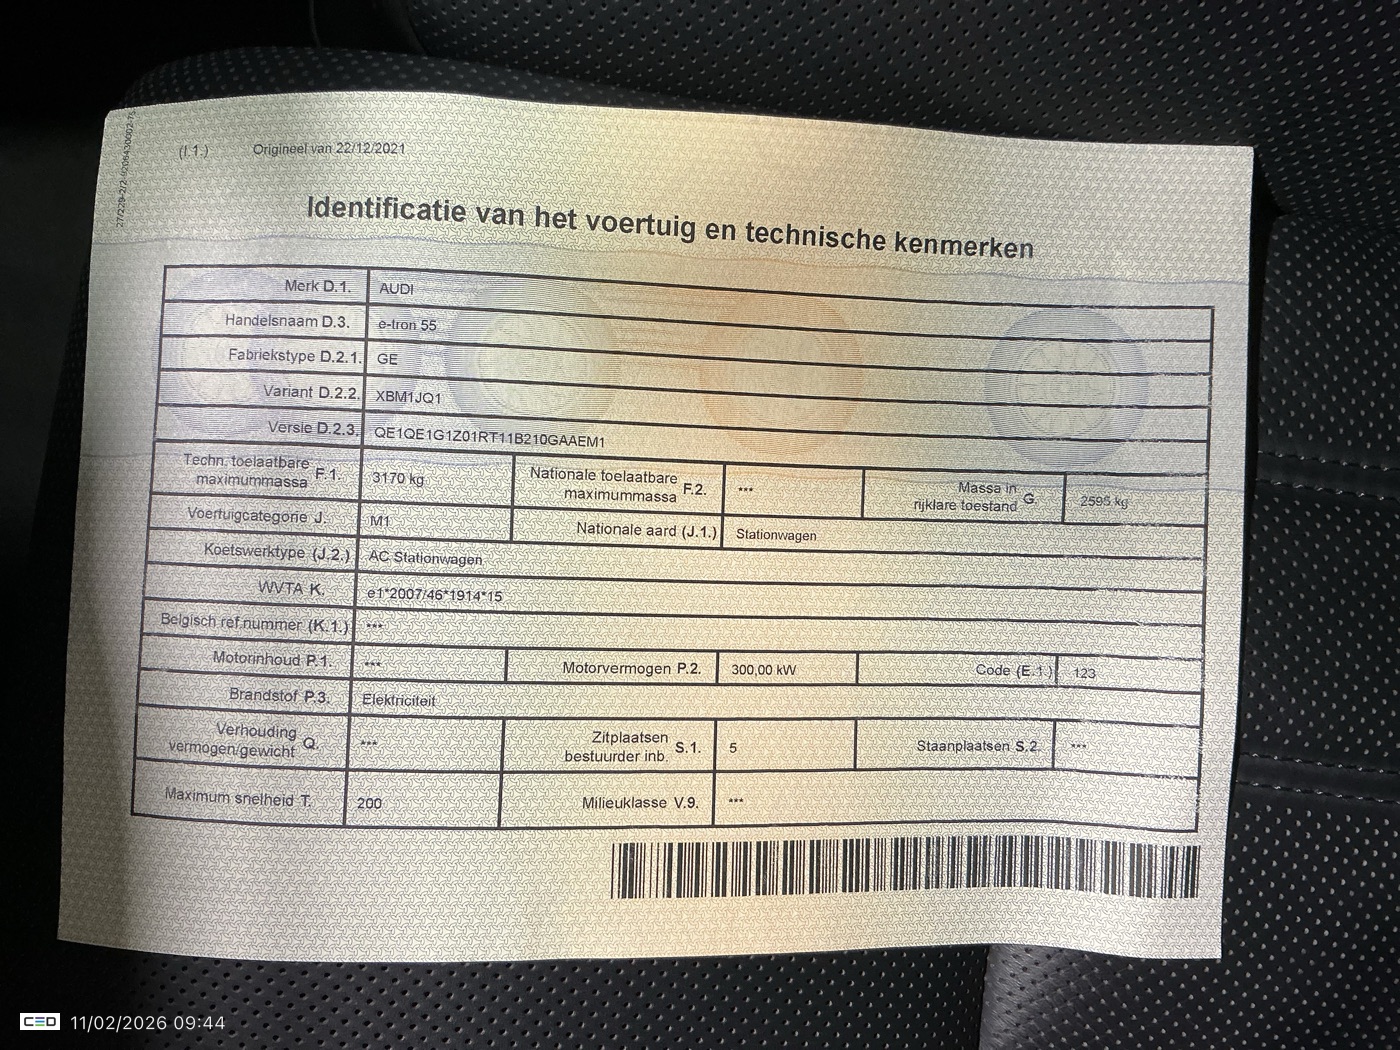 (I.1.) Origineel van 22/12/2021
Identificatie van het voertuig en technische kenmerken
Merk D.1. AUDI
Handelsnaam D.3. e-tron 55
Fabriekstype D.2.1. GE
Variant D.2.2. XBM1JQ1
Versie D.2.3. QE1QE1G1Z01RT11B210GAAEM1
Techn. toelaatbare maximummassa F.1. 3170 kg Nationale toelaatbare maximummassa F.2. *** Massa in rijklare toestand G. 2595 kg
Voertuigcategorie J. M1 Nationale aard (J.1.) Stationwagen
Koetswerktype (J.2.) AC Stationwagen
WVTA K. e1*2007/46*1914*15
Belgisch ref.nummer (K.1.) ***
Motorinhoud P.1. *** Motorvermogen P.2. 300,00 kW Code (E.1.) 123
Brandstof P.3. Elektriciteit
Verhouding vermogen/gewicht Q. *** Zitplaatsen bestuurder inb. S.1. 5 Staanplaatsen S.2. ***
Maximum snelheid T. 200 Milieuklasse V.9. ***
CED 11/02/2026 09:44